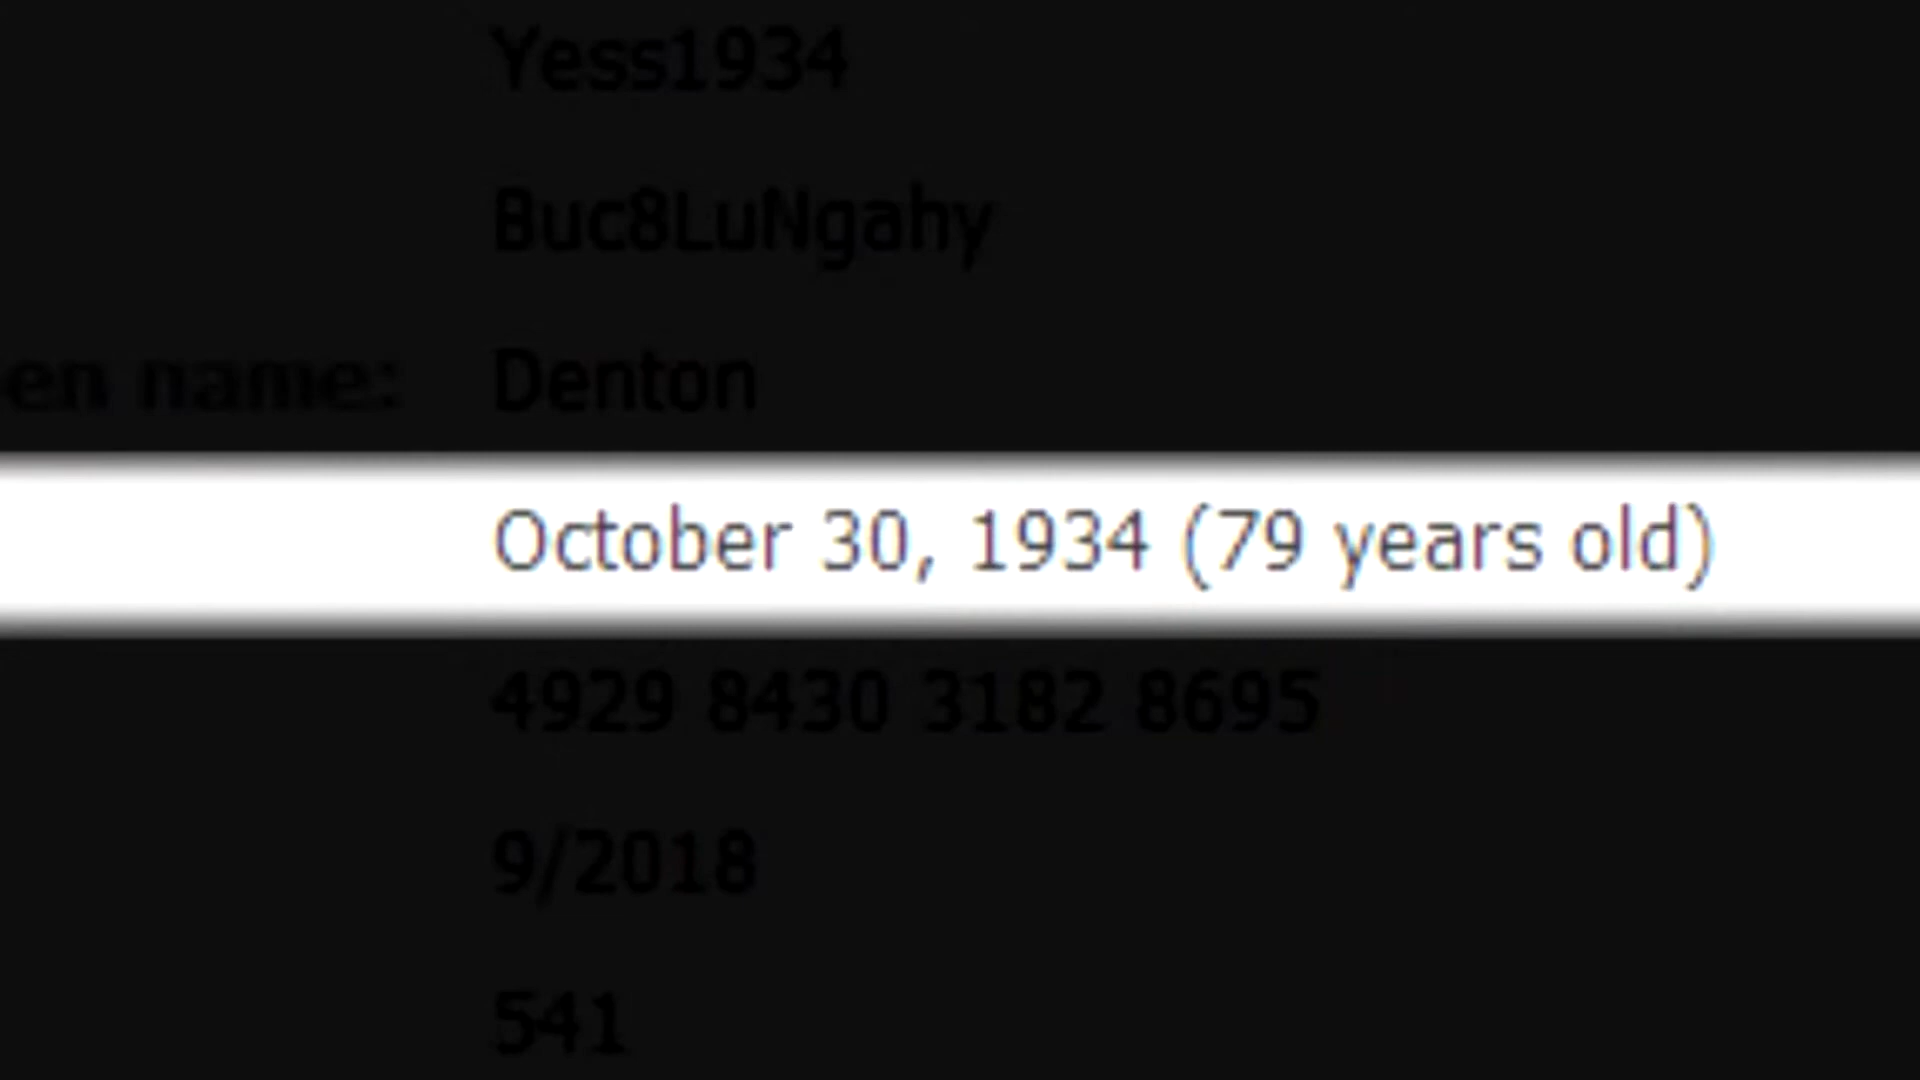 Yess1934
Buc8LuNgahy
en name: Denton
October 30, 1934 (79 years old)
4929 8430 3182 8695
9/2018
541